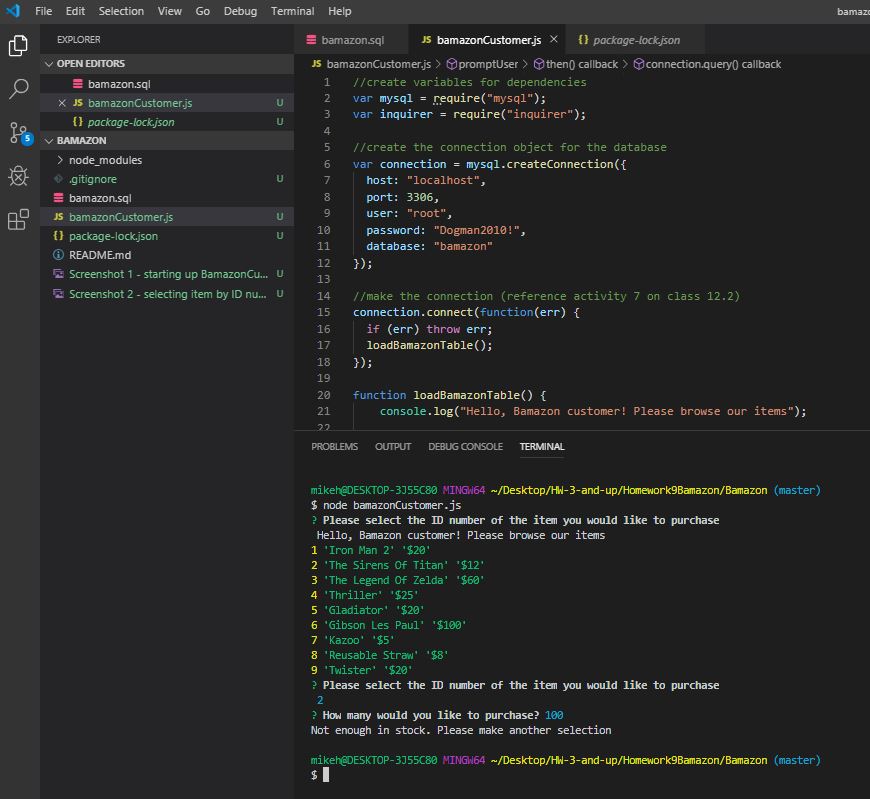 File Edit Selection View Go Debug Terminal Help bamazo
EXPLORER
OPEN EDITORS
bamazon.sql
JS bamazonCustomer.js U
{} package-lock.json U
BAMAZON
node_modules
.gitignore U
bamazon.sql
JS bamazonCustomer.js U
{} package-lock.json U
README.md
Screenshot 1 - starting up BamazonCu... U
Screenshot 2 - selecting item by ID nu... U
5
bamazon.sql JS bamazonCustomer.js {} package-lock.json
JS bamazonCustomer.js > promptUser > then() callback > connection.query() callback
1 //create variables for dependencies
2 var mysql = require("mysql");
3 var inquirer = require("inquirer");
4
5 //create the connection object for the database
6 var connection = mysql.createConnection({
7 host: "localhost",
8 port: 3306,
9 user: "root",
10 password: "Dogman2010!",
11 database: "bamazon"
12 });
13
14 //make the connection (reference activity 7 on class 12.2)
15 connection.connect(function(err) {
16 if (err) throw err;
17 loadBamazonTable();
18 });
19
20 function loadBamazonTable() {
21 console.log("Hello, Bamazon customer! Please browse our items");
22
PROBLEMS OUTPUT DEBUG CONSOLE TERMINAL
mikeh@DESKTOP-3J55C80 MINGW64 ~/Desktop/HW-3-and-up/Homework9Bamazon/Bamazon (master)
$ node bamazonCustomer.js
? Please select the ID number of the item you would like to purchase
Hello, Bamazon customer! Please browse our items
1 'Iron Man 2' '$20'
2 'The Sirens Of Titan' '$12'
3 'The Legend Of Zelda' '$60'
4 'Thriller' '$25'
5 'Gladiator' '$20'
6 'Gibson Les Paul' '$100'
7 'Kazoo' '$5'
8 'Reusable Straw' '$8'
9 'Twister' '$20'
? Please select the ID number of the item you would like to purchase
2
? How many would you like to purchase? 100
Not enough in stock. Please make another selection
mikeh@DESKTOP-3J55C80 MINGW64 ~/Desktop/HW-3-and-up/Homework9Bamazon/Bamazon (master)
$